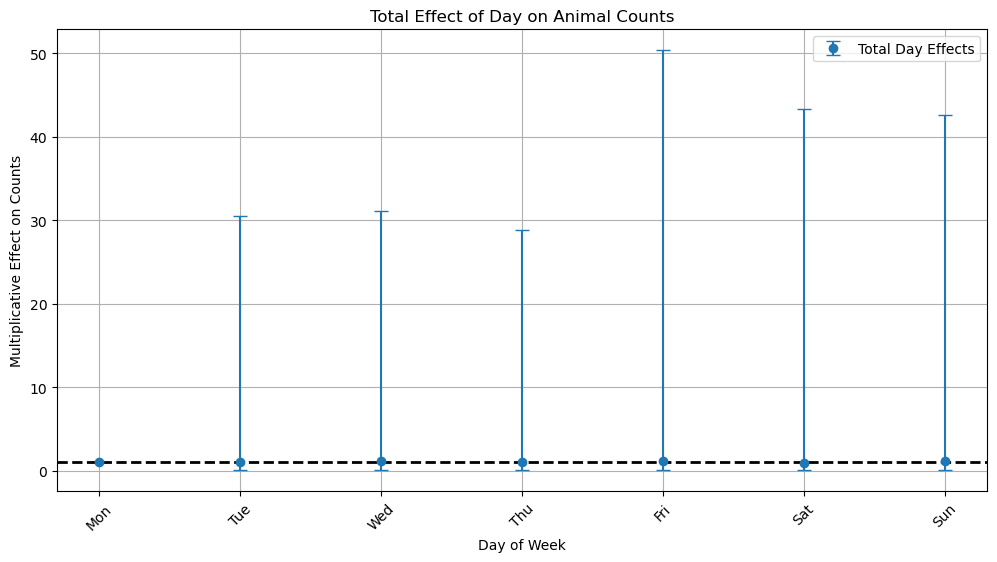 Total Effect of Day on Animal Counts
Total Day Effects
Multiplicative Effect on Counts
50
40
30
20
10
0
Mon
Tue
Wed
Thu
Fri
Sat
Sun
Day of Week